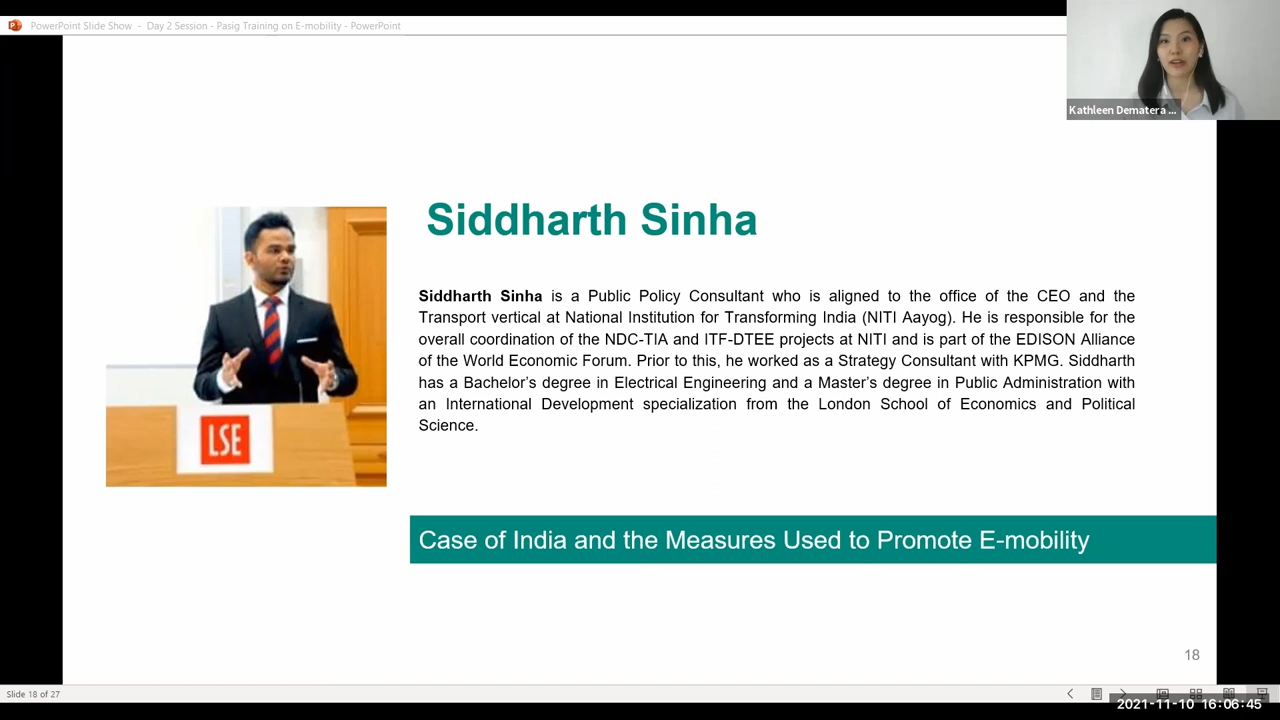 PowerPoint Slide Show - Day 2 Session - Pasig Training on E-mobility - PowerPoint
Kathleen Dematera ...
Siddharth Sinha
Siddharth Sinha is a Public Policy Consultant who is aligned to the office of the CEO and the
Transport vertical at National Institution for Transforming India (NITI Aayog). He is responsible for the
overall coordination of the NDC-TIA and ITF-DTEE projects at NITI and is part of the EDISON Alliance
of the World Economic Forum. Prior to this, he worked as a Strategy Consultant with KPMG. Siddharth
has a Bachelor’s degree in Electrical Engineering and a Master’s degree in Public Administration with
an International Development specialization from the London School of Economics and Political
Science.
LSE
Case of India and the Measures Used to Promote E-mobility
18
Slide 18 of 27
2021-11-10 16:06:45